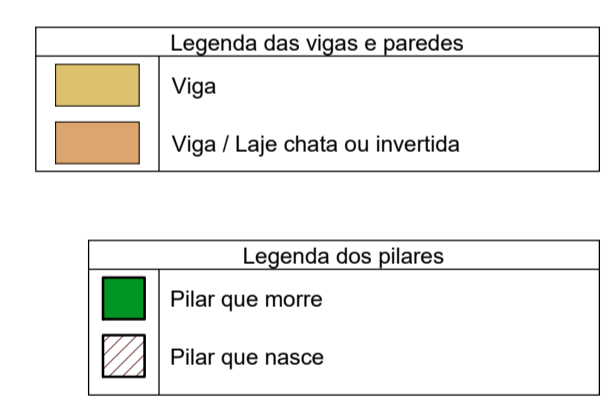 Legenda das vigas e paredes
Viga
Viga / Laje chata ou invertida
Legenda dos pilares
Pilar que morre
Pilar que nasce